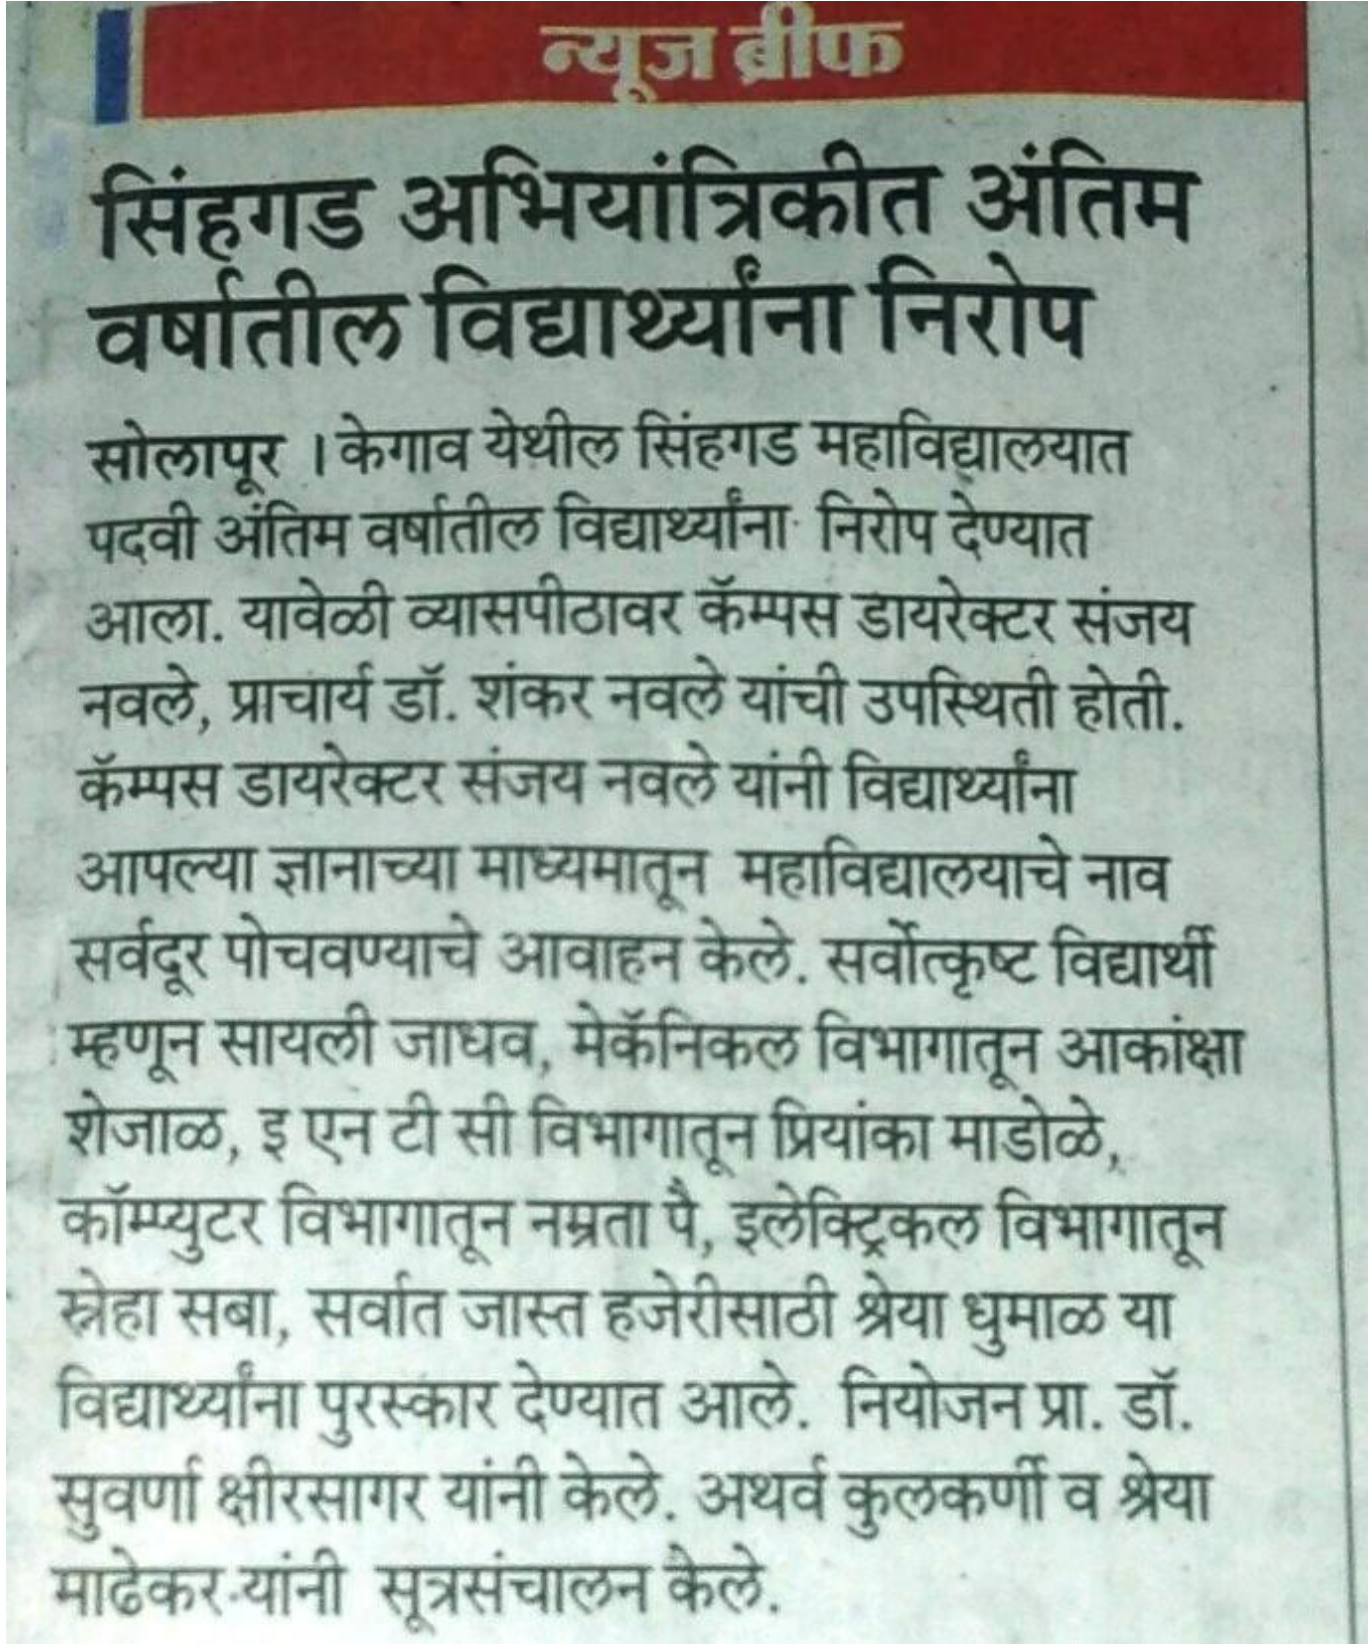 न्यूज ब्रीफ
सिंहगड अभियांत्रिकीत अंतिम
वर्षातील विद्यार्थ्यांना निरोप
सोलापूर । केगाव येथील सिंहगड महाविद्यालयात
पदवी अंतिम वर्षातील विद्यार्थ्यांना निरोप देण्यात
आला. यावेळी व्यासपीठावर कॅम्पस डायरेक्टर संजय
नवले, प्राचार्य डॉ. शंकर नवले यांची उपस्थिती होती.
कॅम्पस डायरेक्टर संजय नवले यांनी विद्यार्थ्यांना
आपल्या ज्ञानाच्या माध्यमातून महाविद्यालयाचे नाव
सर्वदूर पोचवण्याचे आवाहन केले. सर्वोत्कृष्ट विद्यार्थी
म्हणून सायली जाधव, मेकॅनिकल विभागातून आकांक्षा
शेजाळ, इ एन टी सी विभागातून प्रियांका माडोळे,
कॉम्प्युटर विभागातून नम्रता पै, इलेक्ट्रिकल विभागातून
स्नेहा सबा, सर्वात जास्त हजेरीसाठी श्रेया धुमाळ या
विद्यार्थ्यांना पुरस्कार देण्यात आले. नियोजन प्रा. डॉ.
सुवर्णा क्षीरसागर यांनी केले. अथर्व कुलकर्णी व श्रेया
माढेकर यांनी सूत्रसंचालन केले.